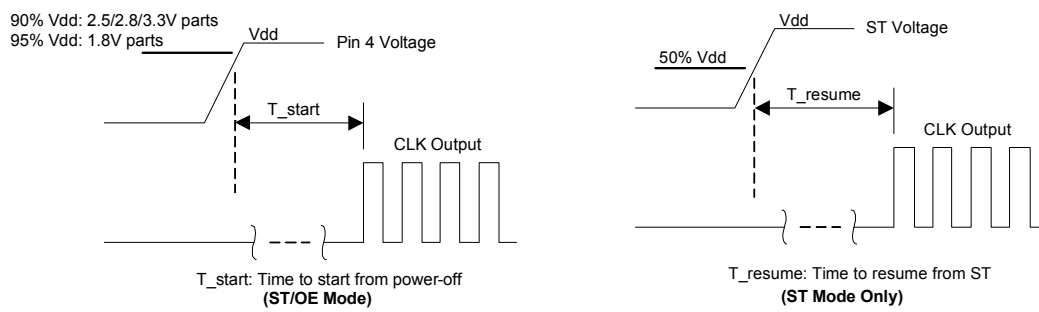 90% Vdd: 2.5/2.8/3.3V parts
95% Vdd: 1.8V parts
Vdd
Pin 4 Voltage
T_start
CLK Output
T_start: Time to start from power-off
(ST/OE Mode)
Vdd
ST Voltage
50% Vdd
T_resume
CLK Output
T_resume: Time to resume from ST
(ST Mode Only)